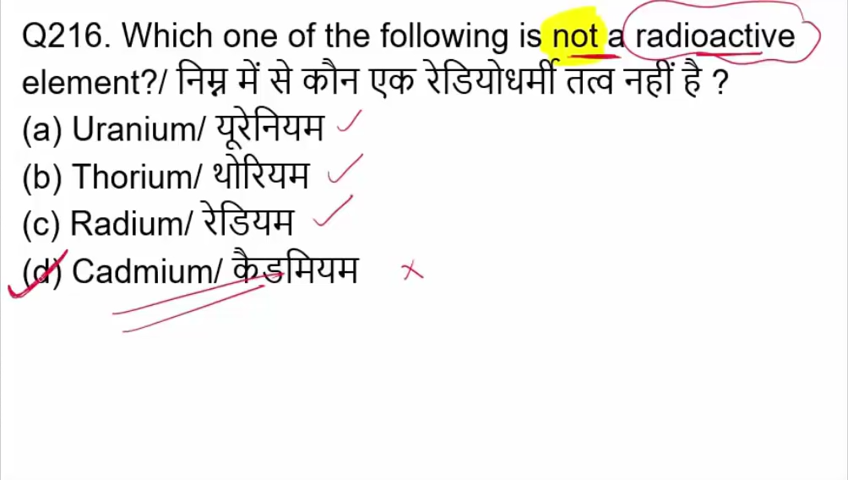 Q216. Which one of the following is not a radioactive
element?/ निम्न में से कौन एक रेडियोधर्मी तत्व नहीं है ?
(a) Uranium/ यूरेनियम
(b) Thorium/ थोरियम
(c) Radium/ रेडियम
(d) Cadmium/ कैडमियम